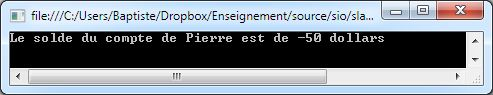 file:///C:/Users/Baptiste/Dropbox/Enseignement/source/sio/sla...
Le solde du compte de Pierre est de -50 dollars